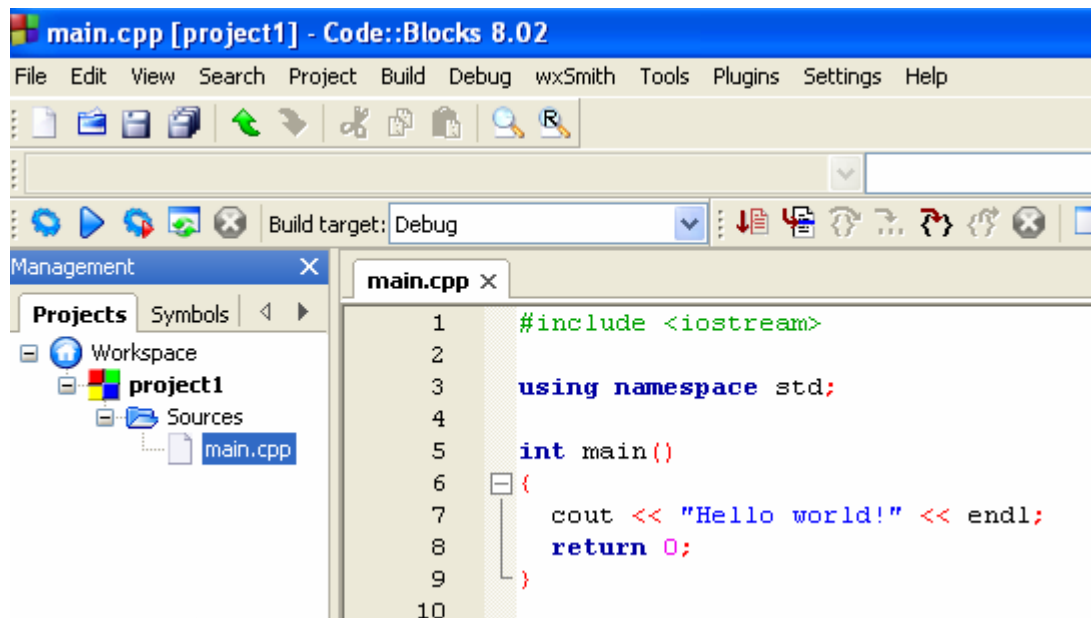 main.cpp [project1] - Code::Blocks 8.02
File Edit View Search Project Build Debug wxSmith Tools Plugins Settings Help
R
Build target: Debug
Management
Projects Symbols
Workspace
project1
Sources
main.cpp
main.cpp
1 #include <iostream>
2
3 using namespace std;
4
5 int main()
6 {
7 cout << "Hello world!" << endl;
8 return 0;
9 }
10